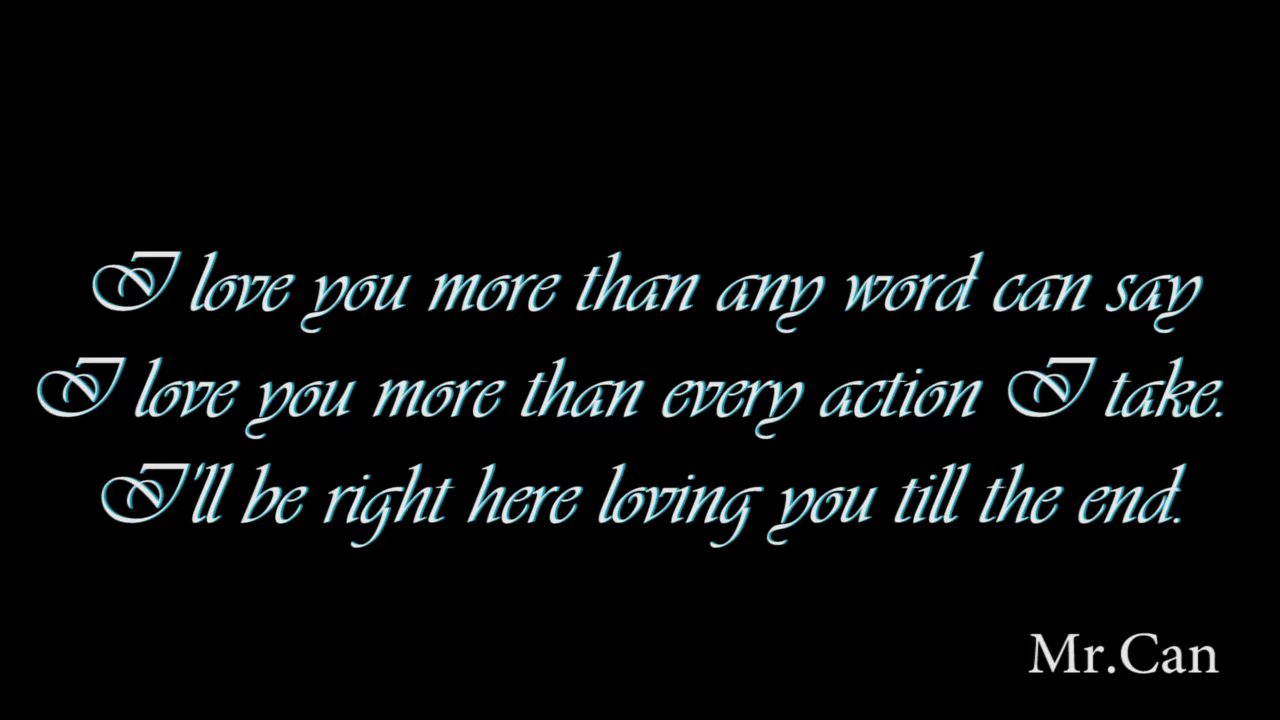 I love you more than any word can say
I love you more than every action I take.
I'll be right here loving you till the end.
Mr.Can